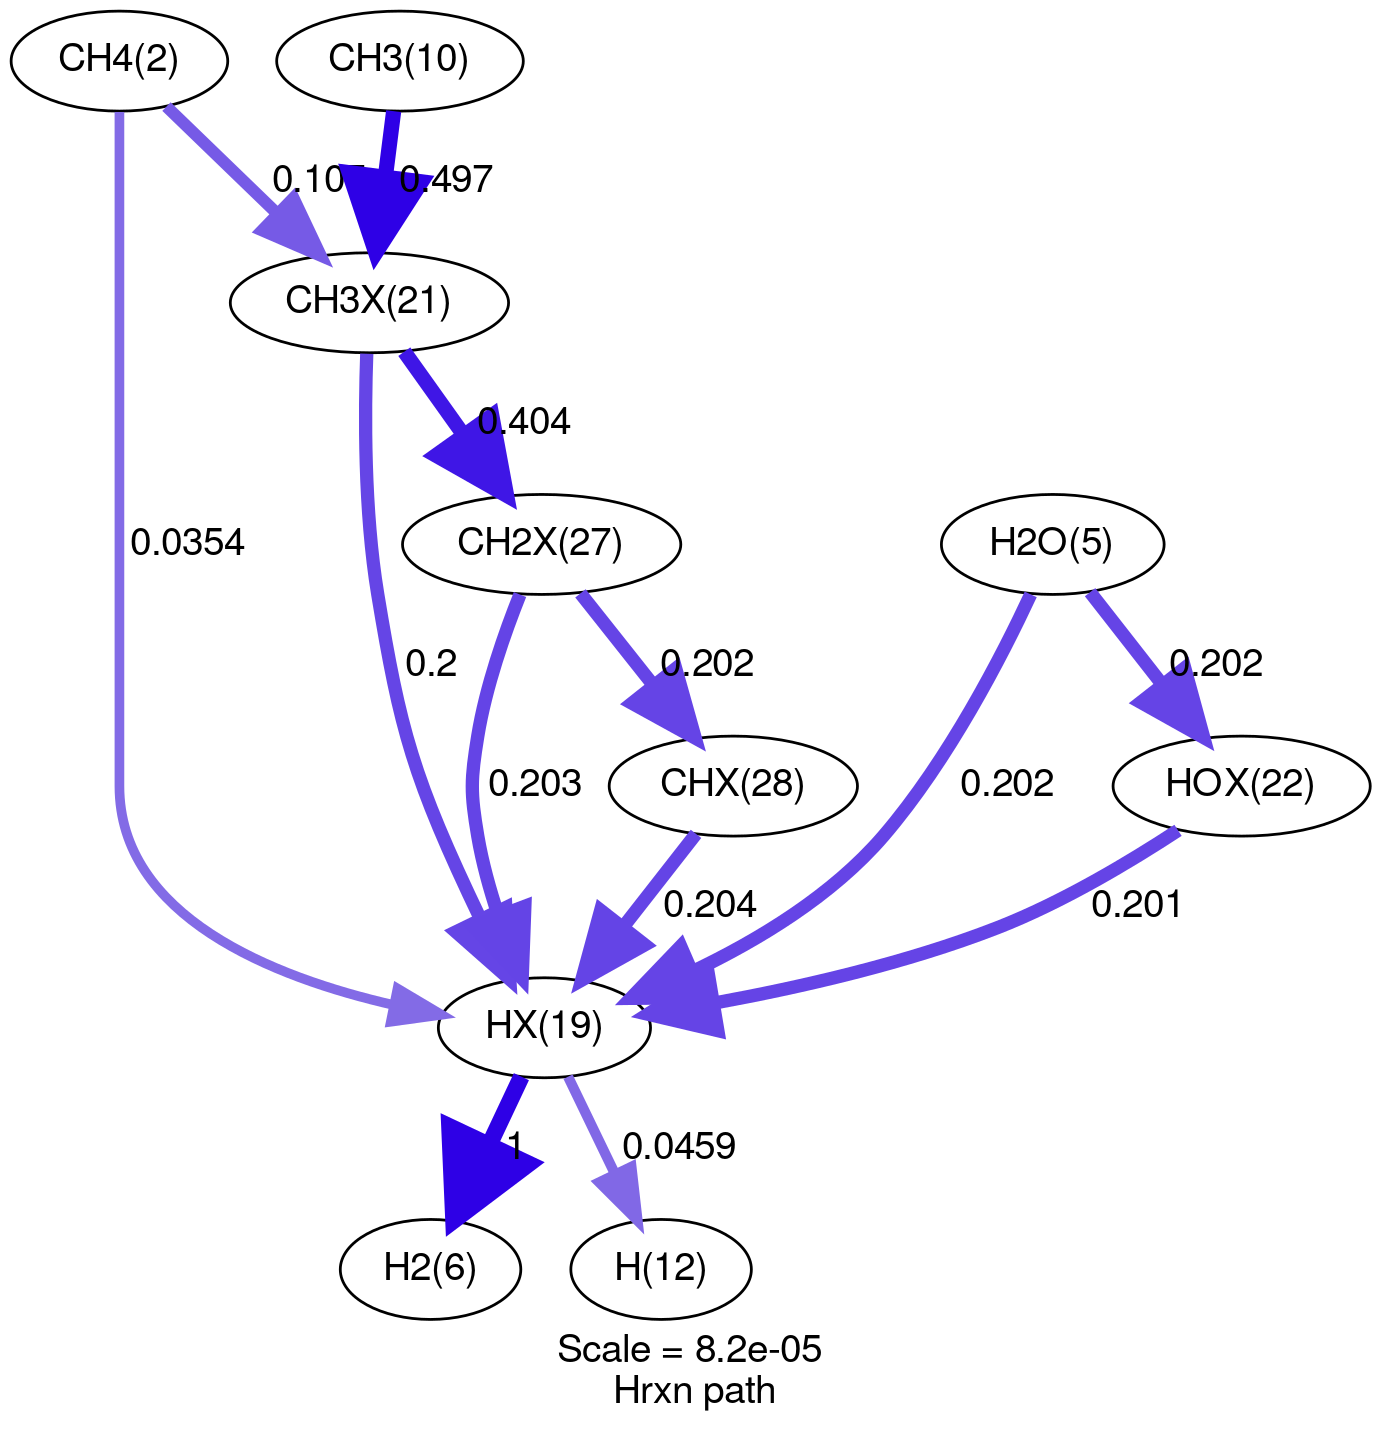 CH4(2)
CH3(10)
0.497
CH3X(21)
0.404
0.0354
CH2X(27)
H2O(5)
0.2
0.202
0.202
0.203
CHX(28)
0.202
HOX(22)
0.204
0.201
HX(19)
1
0.0459
H2(6)
H(12)
Scale = 8.2e-05
Hrxn path